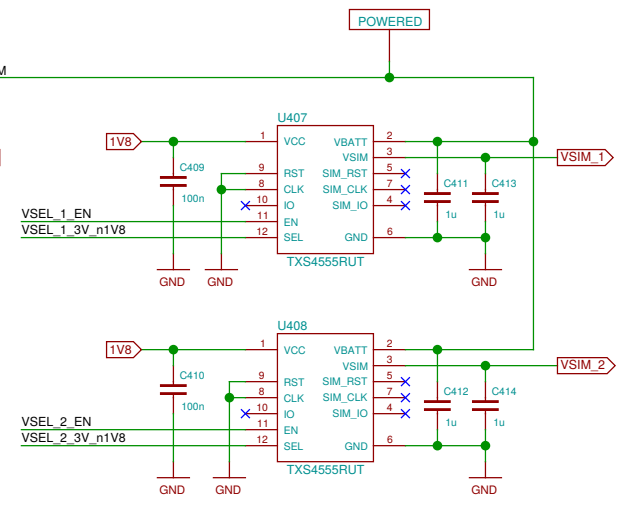 POWERED
M
U407
1V8
1
VCC
VBATT
2
VSIM
3
VSIM_1
C409
100n
9
RST
SIM_RST
5
8
CLK
SIM_CLK
7
10
IO
SIM_IO
4
C411
1u
C413
1u
VSEL_1_EN
11
EN
VSEL_1_3V_n1V8
12
SEL
GND
6
TXS4555RUT
GND
GND
GND
U408
1V8
1
VCC
VBATT
2
VSIM
3
VSIM_2
C410
100n
9
RST
SIM_RST
5
8
CLK
SIM_CLK
7
10
IO
SIM_IO
4
C412
1u
C414
1u
VSEL_2_EN
11
EN
VSEL_2_3V_n1V8
12
SEL
GND
6
TXS4555RUT
GND
GND
GND